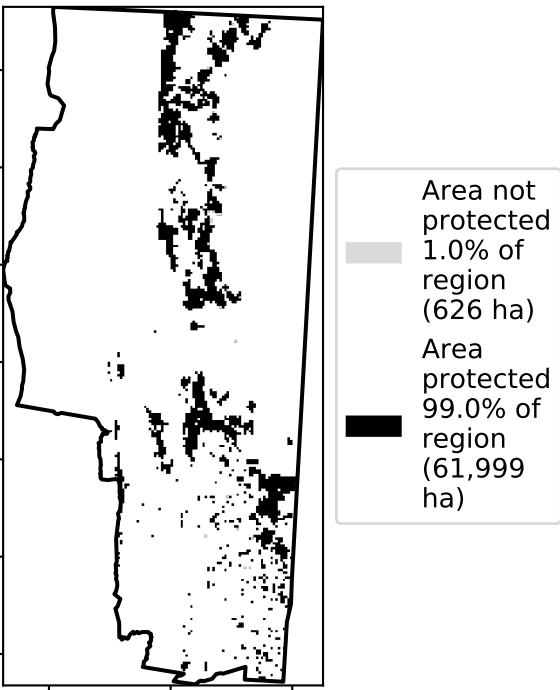 Area not
protected
1.0% of
region
(626 ha)
Area
protected
99.0% of
region
(61,999
ha)